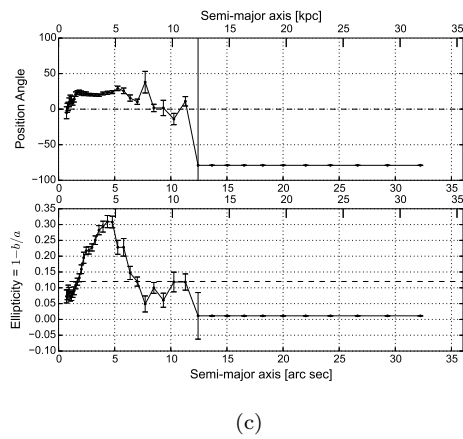 Semi-major axis [kpc]
0 5 10 15 20 25 30 35
100
50
0
−50
−100
Position Angle
0 5 10 15 20 25 30 35
0.35
0.30
0.25
0.20
0.15
0.10
0.05
0.00
−0.05
−0.10
Ellipticity = 1−b/a
0 5 10 15 20 25 30 35
Semi-major axis [arc sec]
(c)